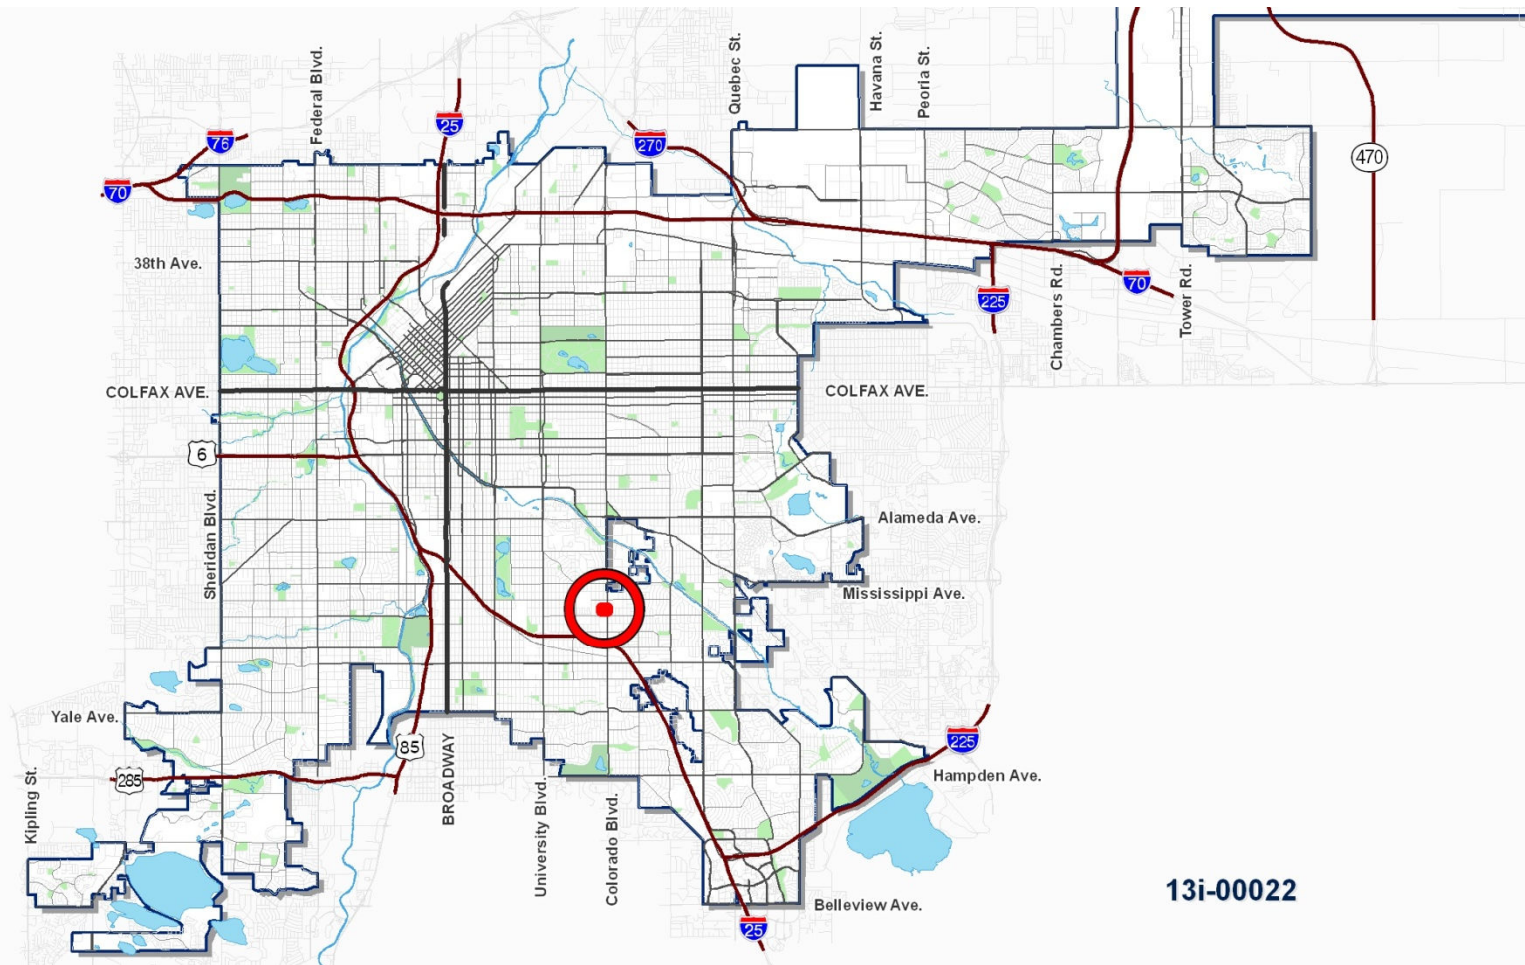 Federal Blvd.
Quebec St.
Havana St.
Peoria St.
76
25
270
470
70
38th Ave.
225
Chambers Rd.
70
Tower Rd.
COLFAX AVE.
COLFAX AVE.
6
Sheridan Blvd.
Alameda Ave.
Mississippi Ave.
Yale Ave.
85
225
285
Hampden Ave.
Kipling St.
BROADWAY
University Blvd.
Colorado Blvd.
13i-00022
Belleview Ave.
25